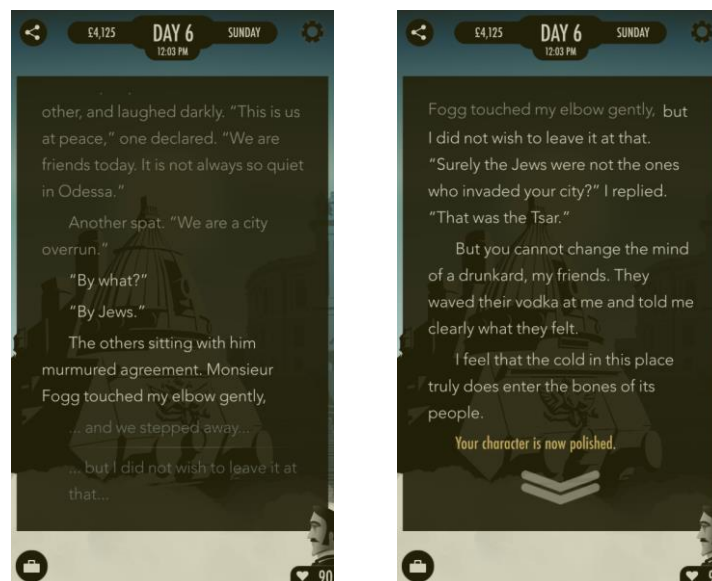 £4,125
DAY 6
SUNDAY
12:03 PM
other, and laughed darkly. “This is us
at peace,” one declared. “We are
friends today. It is not always so quiet
in Odessa.”
Another spat. “We are a city
overrun.”
“By what?”
“By Jews.”
The others sitting with him
murmured agreement. Monsieur
Fogg touched my elbow gently,
... and we stepped away...
... but I did not wish to leave it at
that...
90
£4,125
DAY 6
SUNDAY
12:03 PM
Fogg touched my elbow gently, but
I did not wish to leave it at that.
“Surely the Jews were not the ones
who invaded your city?“ I replied.
“That was the Tsar.”
But you cannot change the mind
of a drunkard, my friends. They
waved their vodka at me and told me
clearly what they felt.
I feel that the cold in this place
truly does enter the bones of its
people.
Your character is now polished.